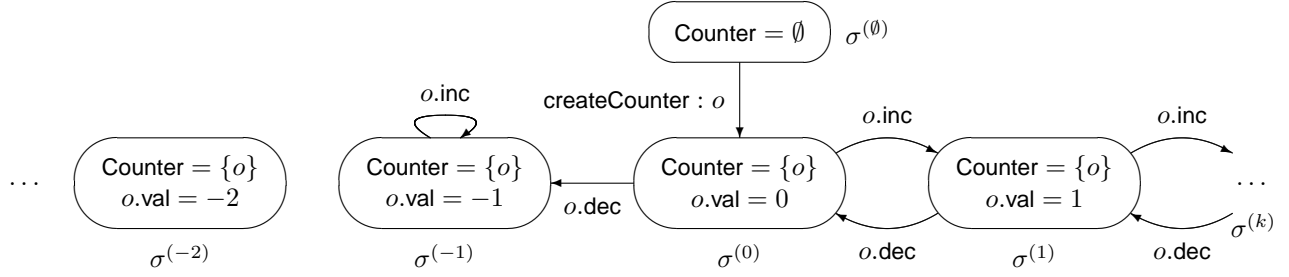 Counter = ∅
σ^(∅)
createCounter : o
o.inc
o.inc
o.inc
...
Counter = {o}
o.val = −2
Counter = {o}
o.val = −1
o.dec
Counter = {o}
o.val = 0
Counter = {o}
o.val = 1
...
o.dec
o.dec
σ^(k)
σ^(−2)
σ^(−1)
σ^(0)
σ^(1)